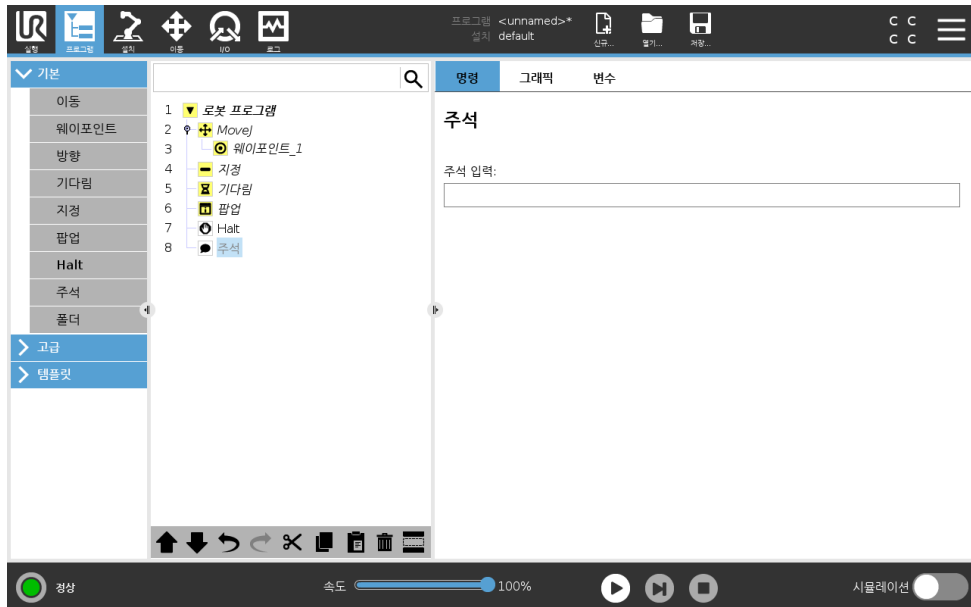 UR
실행
프로그램
설치
이동
I/O
로그
프로그램 <unnamed>*
설치 default
신규...
열기...
저장...
C C
C C
기본
이동
웨이포인트
방향
기다림
지정
팝업
Halt
주석
폴더
고급
템플릿
1 로봇 프로그램
2 MoveJ
3 웨이포인트_1
4 지정
5 기다림
6 팝업
7 Halt
8 주석
명령 그래픽 변수
주석
주석 입력:
정상
속도 100%
시뮬레이션